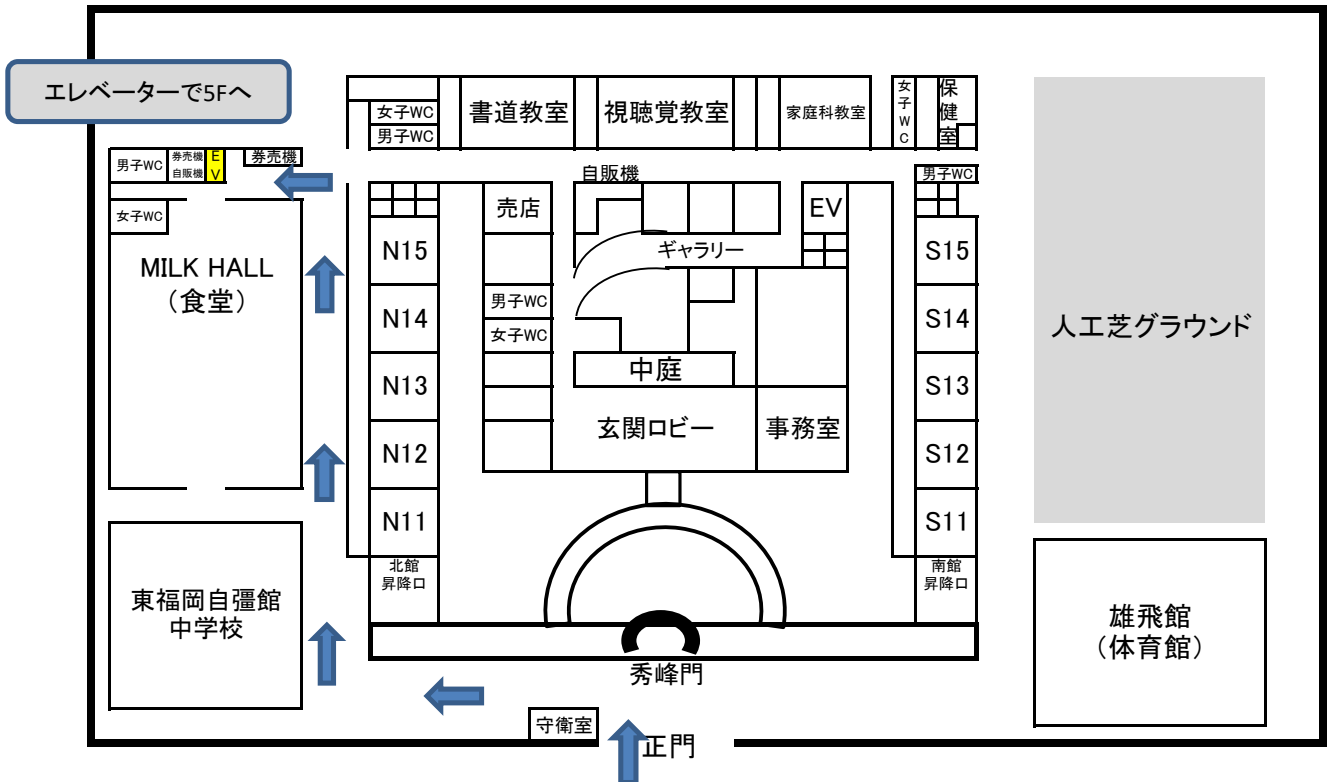 エレベーターで5Fへ
女子WC
男子WC
書道教室
視聴覚教室
家庭科教室
女子WC
保健室
男子WC
券売機
自販機
EV
券売機
自販機
男子WC
女子WC
売店
EV
MILK HALL
（食堂）
N15
ギャラリー
S15
男子WC
N14
女子WC
S14
人工芝グラウンド
中庭
N13
S13
玄関ロビー
事務室
N12
S12
N11
S11
北館
昇降口
南館
昇降口
東福岡自彊館
中学校
雄飛館
（体育館）
秀峰門
守衛室
正門